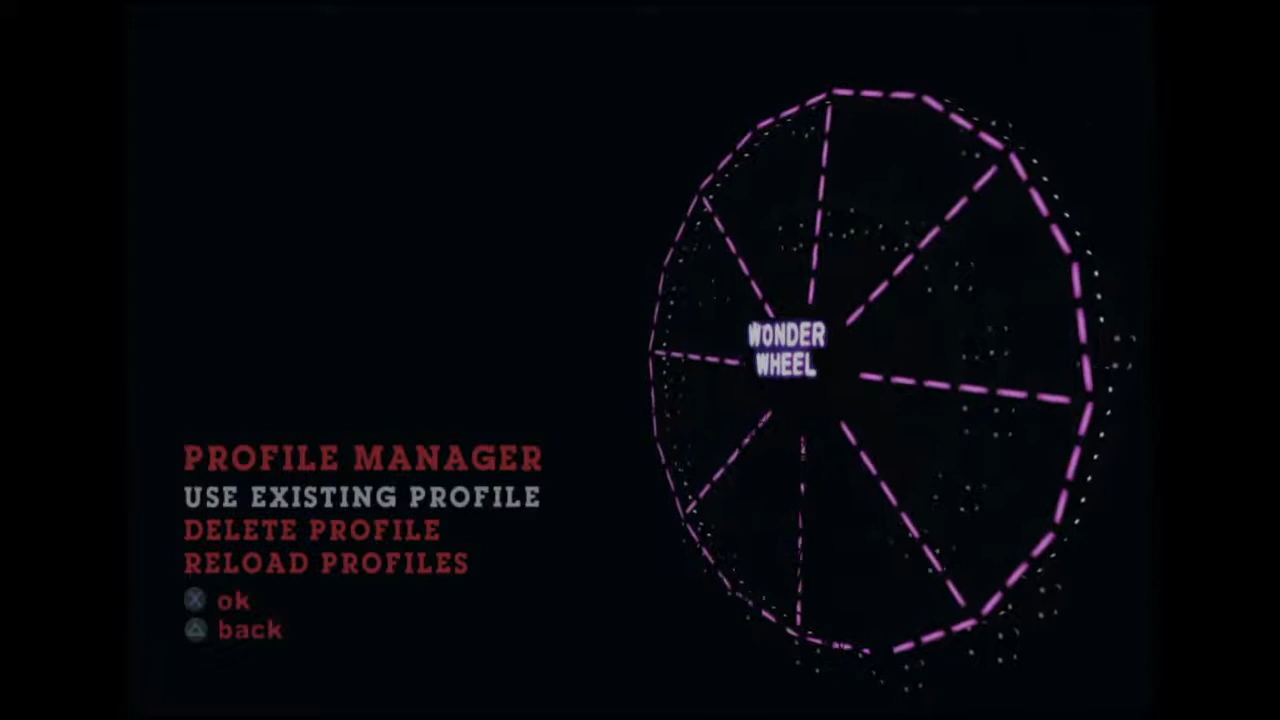 WONDER
WHEEL
PROFILE MANAGER
USE EXISTING PROFILE
DELETE PROFILE
RELOAD PROFILES
ok
back